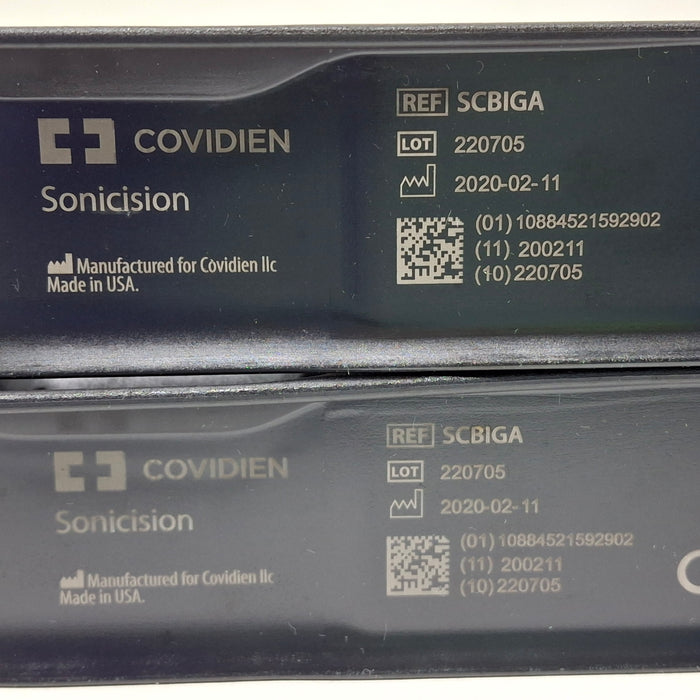 COVIDIEN
Sonicision
Manufactured for Covidien llc
Made in USA.
REF SCBIGA
LOT 220705
2020-02-11
(01) 10884521592902
(11) 200211
(10) 220705
COVIDIEN
Sonicision
Manufactured for Covidien llc
Made in USA.
REF SCBIGA
LOT 220705
2020-02-11
(01) 10884521592902
(11) 200211
(10) 220705